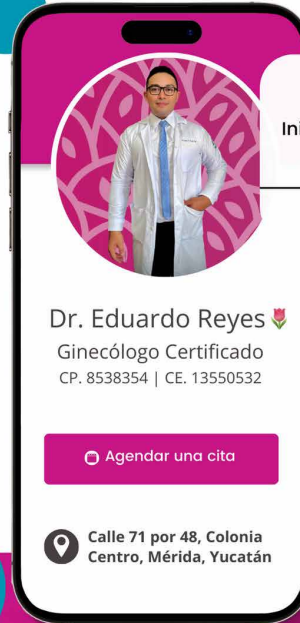 Ini
Dr. Eduardo Reyes🌷
Ginecólogo Certificado
CP. 8538354 | CE. 13550532
Agendar una cita
Calle 71 por 48, Colonia
Centro, Mérida, Yucatán